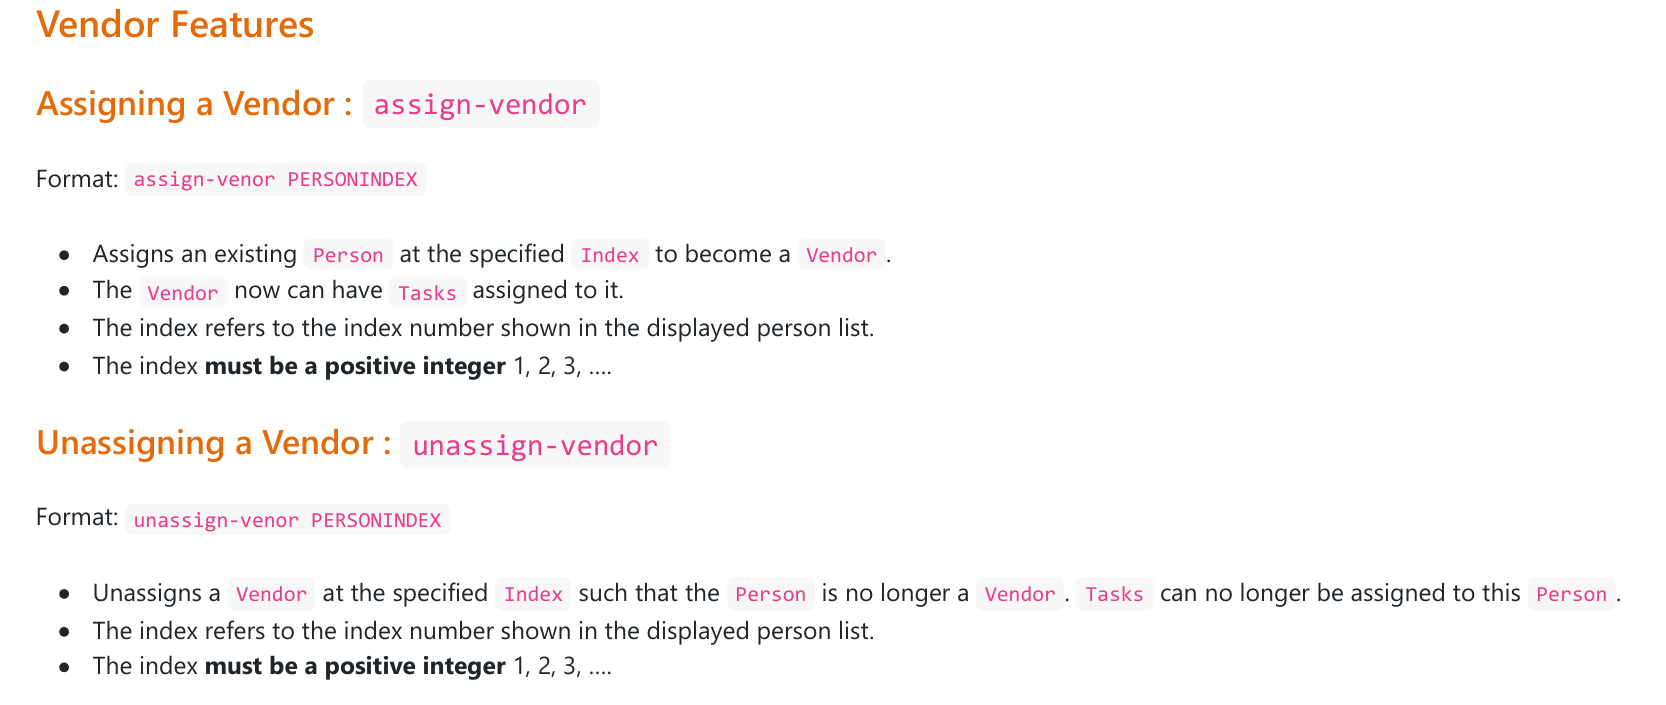 Vendor Features
Assigning a Vendor : assign-vendor
Format: assign-venor PERSONINDEX
• Assigns an existing Person at the specified Index to become a Vendor.
• The Vendor now can have Tasks assigned to it.
• The index refers to the index number shown in the displayed person list.
• The index must be a positive integer 1, 2, 3, ....
Unassigning a Vendor : unassign-vendor
Format: unassign-venor PERSONINDEX
• Unassigns a Vendor at the specified Index such that the Person is no longer a Vendor. Tasks can no longer be assigned to this Person.
• The index refers to the index number shown in the displayed person list.
• The index must be a positive integer 1, 2, 3, ....